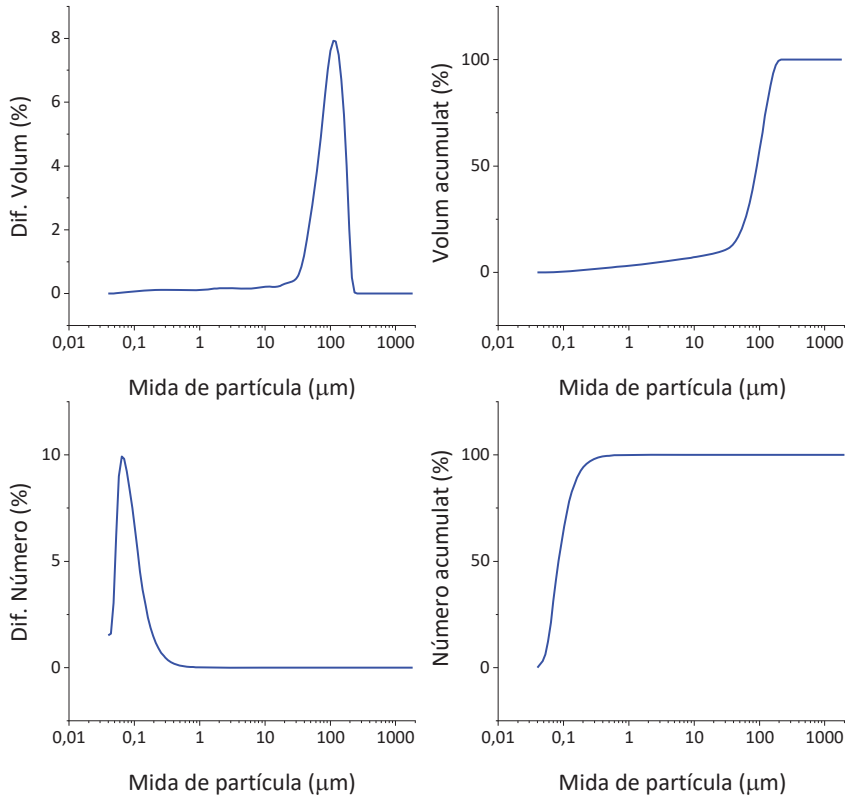 8
6
4
2
0
Dif. Volum (%)
0,01 0,1 1 10 100 1000
Mida de partícula (μm)
100
50
0
Volum acumulat (%)
0,01 0,1 1 10 100 1000
Mida de partícula (μm)
10
5
0
Dif. Número (%)
0,01 0,1 1 10 100 1000
Mida de partícula (μm)
100
50
0
Número acumulat (%)
0,01 0,1 1 10 100 1000
Mida de partícula (μm)